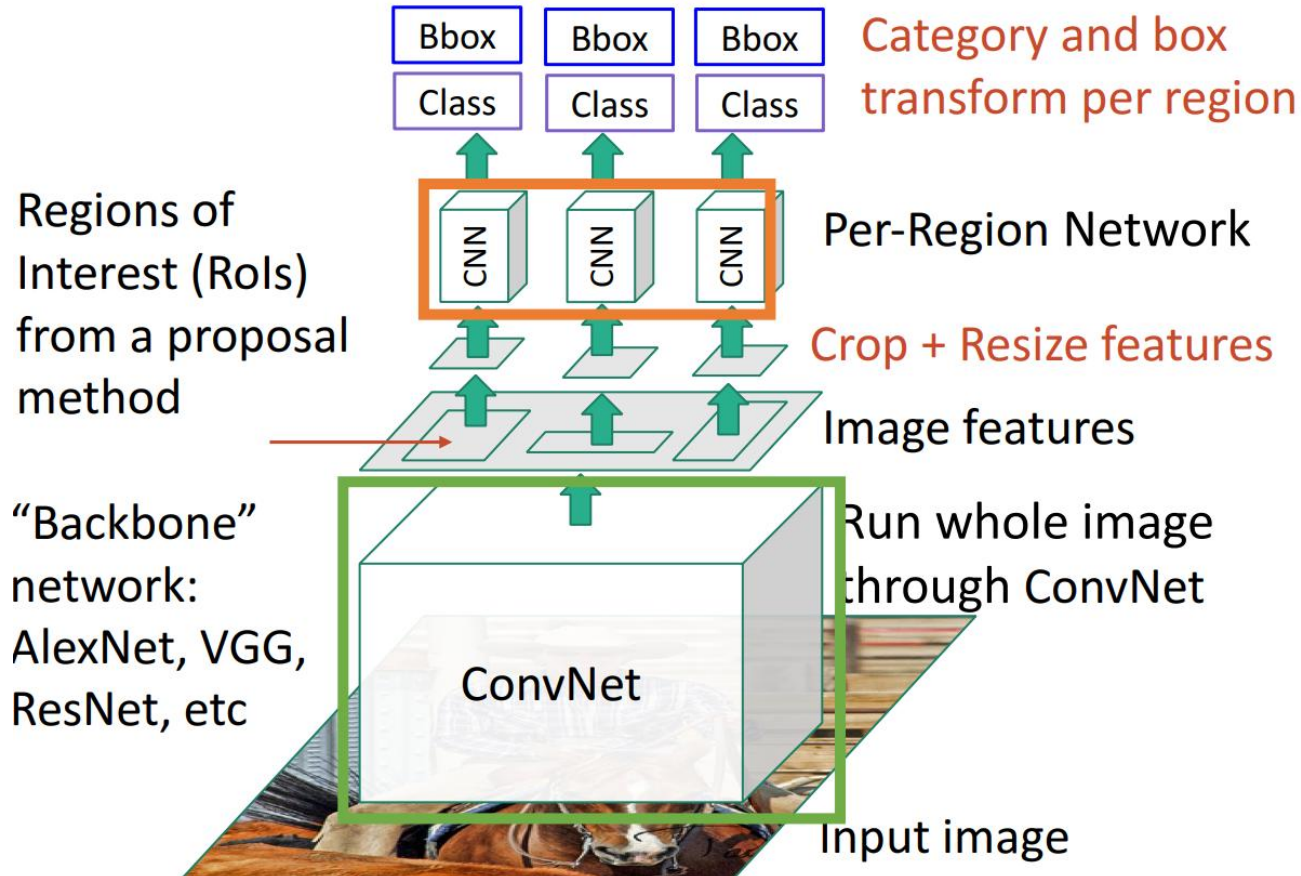 Bbox Bbox Bbox
Class Class Class
Category and box
transform per region
Regions of
Interest (RoIs)
from a proposal
method
CNN CNN CNN
Per-Region Network
Crop + Resize features
Image features
“Backbone”
network:
AlexNet, VGG,
ResNet, etc
Run whole image
through ConvNet
ConvNet
Input image